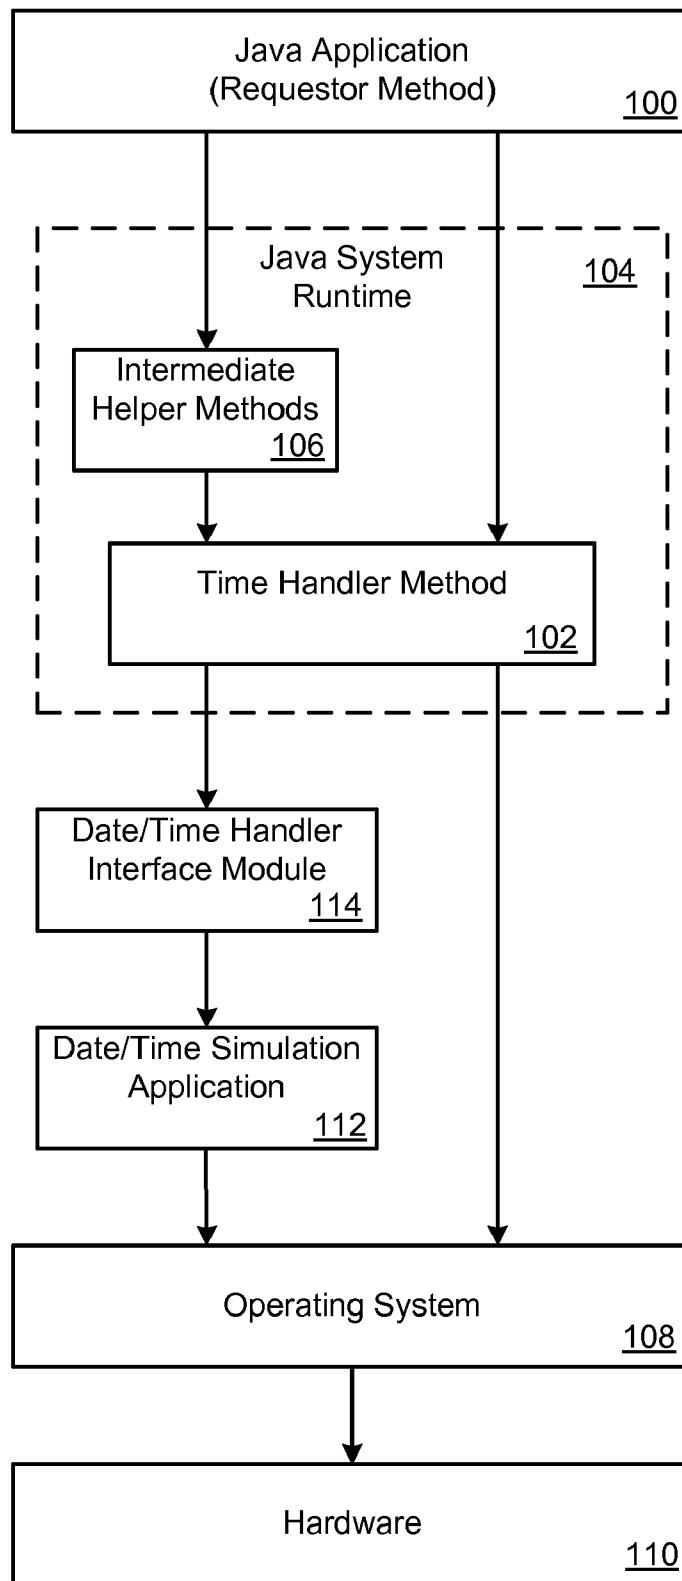 Java Application
(Requestor Method)
100
Java System
Runtime
104
Intermediate
Helper Methods
106
Time Handler Method
102
Date/Time Handler
Interface Module
114
Date/Time Simulation
Application
112
Operating System
108
Hardware
110